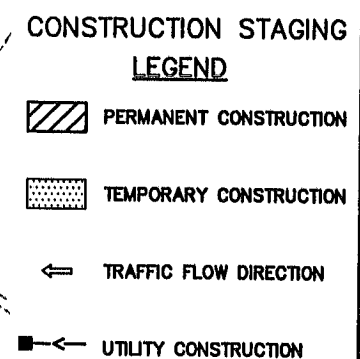 CONSTRUCTION STAGING
LEGEND
PERMANENT CONSTRUCTION
TEMPORARY CONSTRUCTION
TRAFFIC FLOW DIRECTION
UTILITY CONSTRUCTION